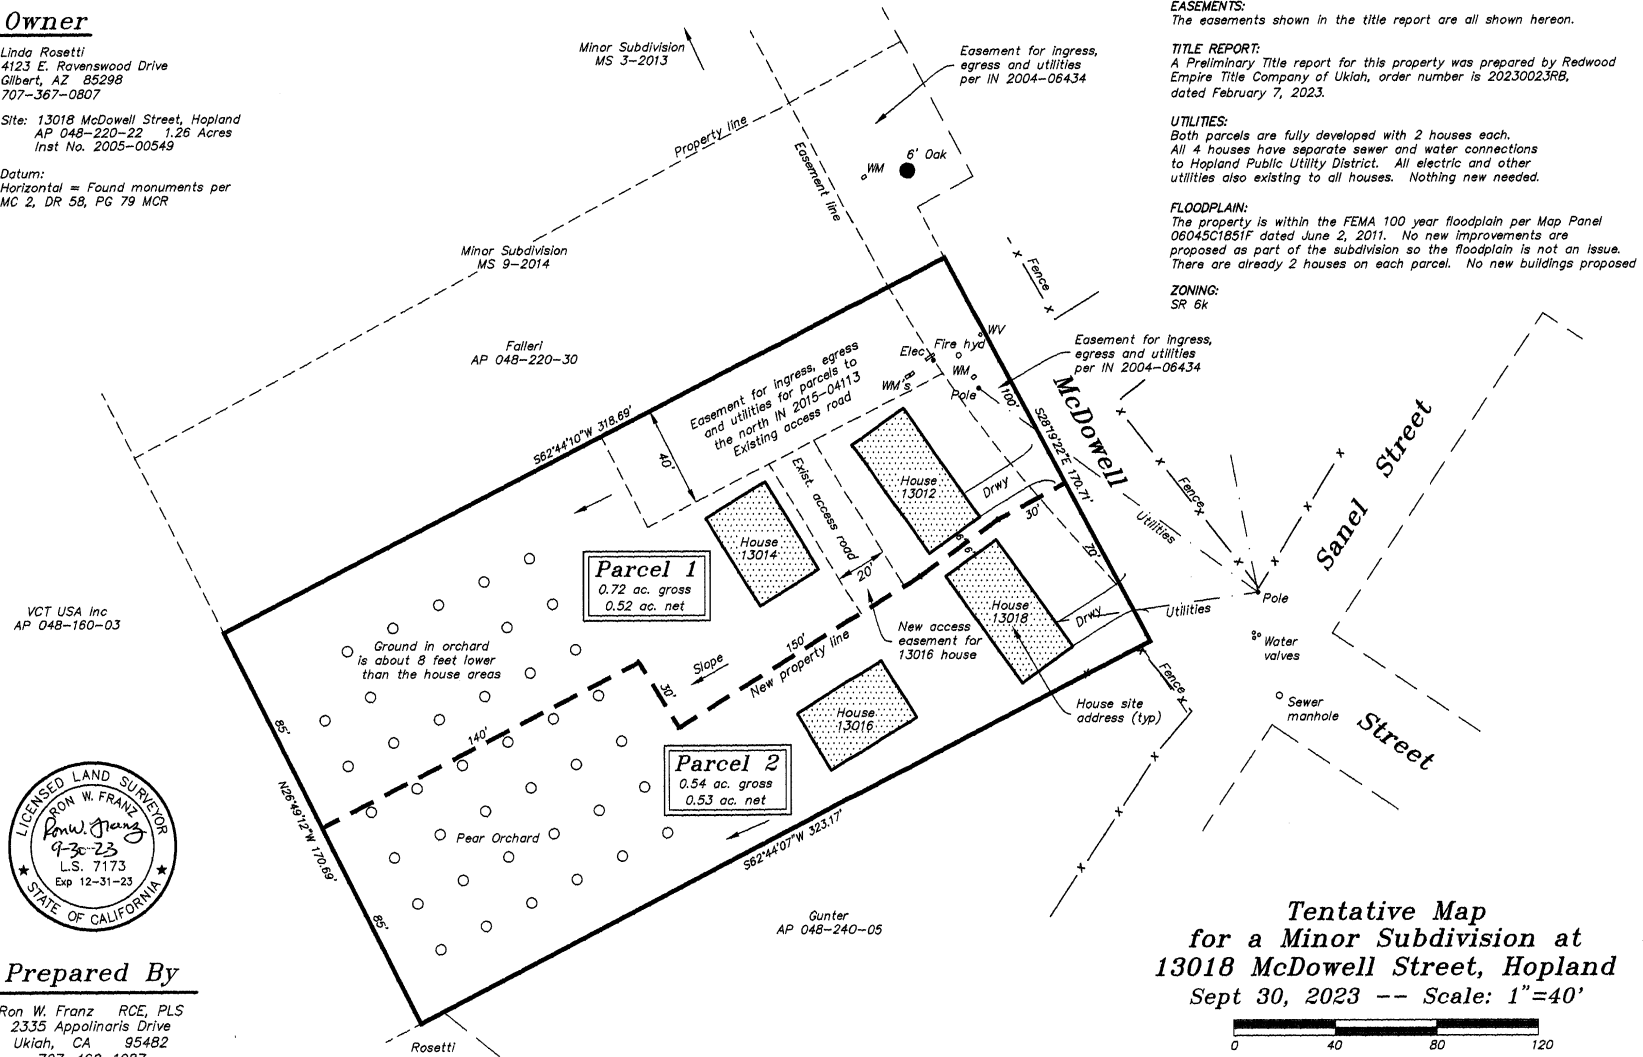 Owner
Linda Rosetti
4123 E. Ravenswood Drive
Gilbert, AZ 85298
707-367-0807
Site: 13018 McDowell Street, Hopland
AP 048-220-22 1.26 Acres
Inst No. 2005-00549
Datum:
Horizontal = Found monuments per
MC 2, DR 58, PG 79 MCR
Minor Subdivision
MS 3-2013
Property line
Easement line
Easement for ingress,
egress and utilities
per IN 2004-06434
WM
6' Oak
EASEMENTS:
The easements shown in the title report are all shown hereon.
TITLE REPORT:
A Preliminary Title report for this property was prepared by Redwood
Empire Title Company of Ukiah, order number is 20230023RB,
dated February 7, 2023.
UTILITIES:
Both parcels are fully developed with 2 houses each.
All 4 houses have separate sewer and water connections
to Hopland Public Utility District. All electric and other
utilities also existing to all houses. Nothing new needed.
FLOODPLAIN:
The property is within the FEMA 100 year floodplain per Map Panel
06045C1851F dated June 2, 2011. No new improvements are
proposed as part of the subdivision so the floodplain is not an issue.
There are already 2 houses on each parcel. No new buildings proposed
ZONING:
SR 6k
Minor Subdivision
MS 9-2014
Falleri
AP 048-220-30
Fence
x
x
WV
Fire hyd
Elec
WM
WM's
Pole
Easement for ingress,
egress and utilities
per IN 2004-06434
Easement for ingress, egress
and utilities for parcels to
the north IN 2015-04113
Existing access road
S62°44'10"W 318.69'
40'
100'
S28°19'22"E 170.71'
McDowell
Sanel Street
Fence
Exist. access road
House
13012
Drwy
30'
House
13014
6'
6'
20'
70'
Utilities
Parcel 1
0.72 ac. gross
0.52 ac. net
VCT USA Inc
AP 048-160-03
House
13018
Drwy
Utilities
Pole
Ground in orchard
is about 8 feet lower
than the house areas
Slope
150'
New property line
New access
easement for
13016 house
Water
valves
30'
Fence
House
13016
House site
address (typ)
Sewer
manhole
Street
85'
140'
Parcel 2
0.54 ac. gross
0.53 ac. net
N26°49'12"W 170.69'
Pear Orchard
S62°44'07"W 323.17'
85'
LICENSED LAND SURVEYOR
RON W. FRANZ
Ron W. Franz
9-30-23
L.S. 7173
Exp 12-31-23
STATE OF CALIFORNIA
Gunter
AP 048-240-05
Prepared By
Ron W. Franz RCE, PLS
2335 Appolinaris Drive
Ukiah, CA 95482
Rosetti
Tentative Map
for a Minor Subdivision at
13018 McDowell Street, Hopland
Sept 30, 2023 -- Scale: 1"=40'
0 40 80 120